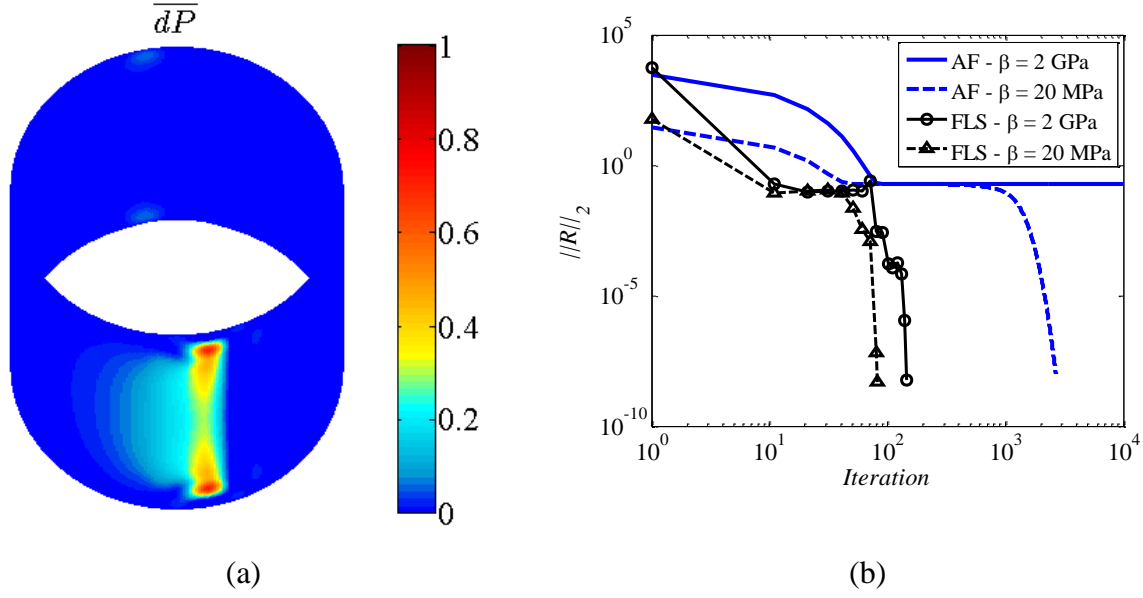 dP
1
0.8
0.6
0.4
0.2
0
(a)
10^5
10^0
10^-5
10^-10
||R||_2
10^0 10^1 10^2 10^3 10^4
Iteration
AF - β = 2 GPa
AF - β = 20 MPa
FLS - β = 2 GPa
FLS - β = 20 MPa
(b)